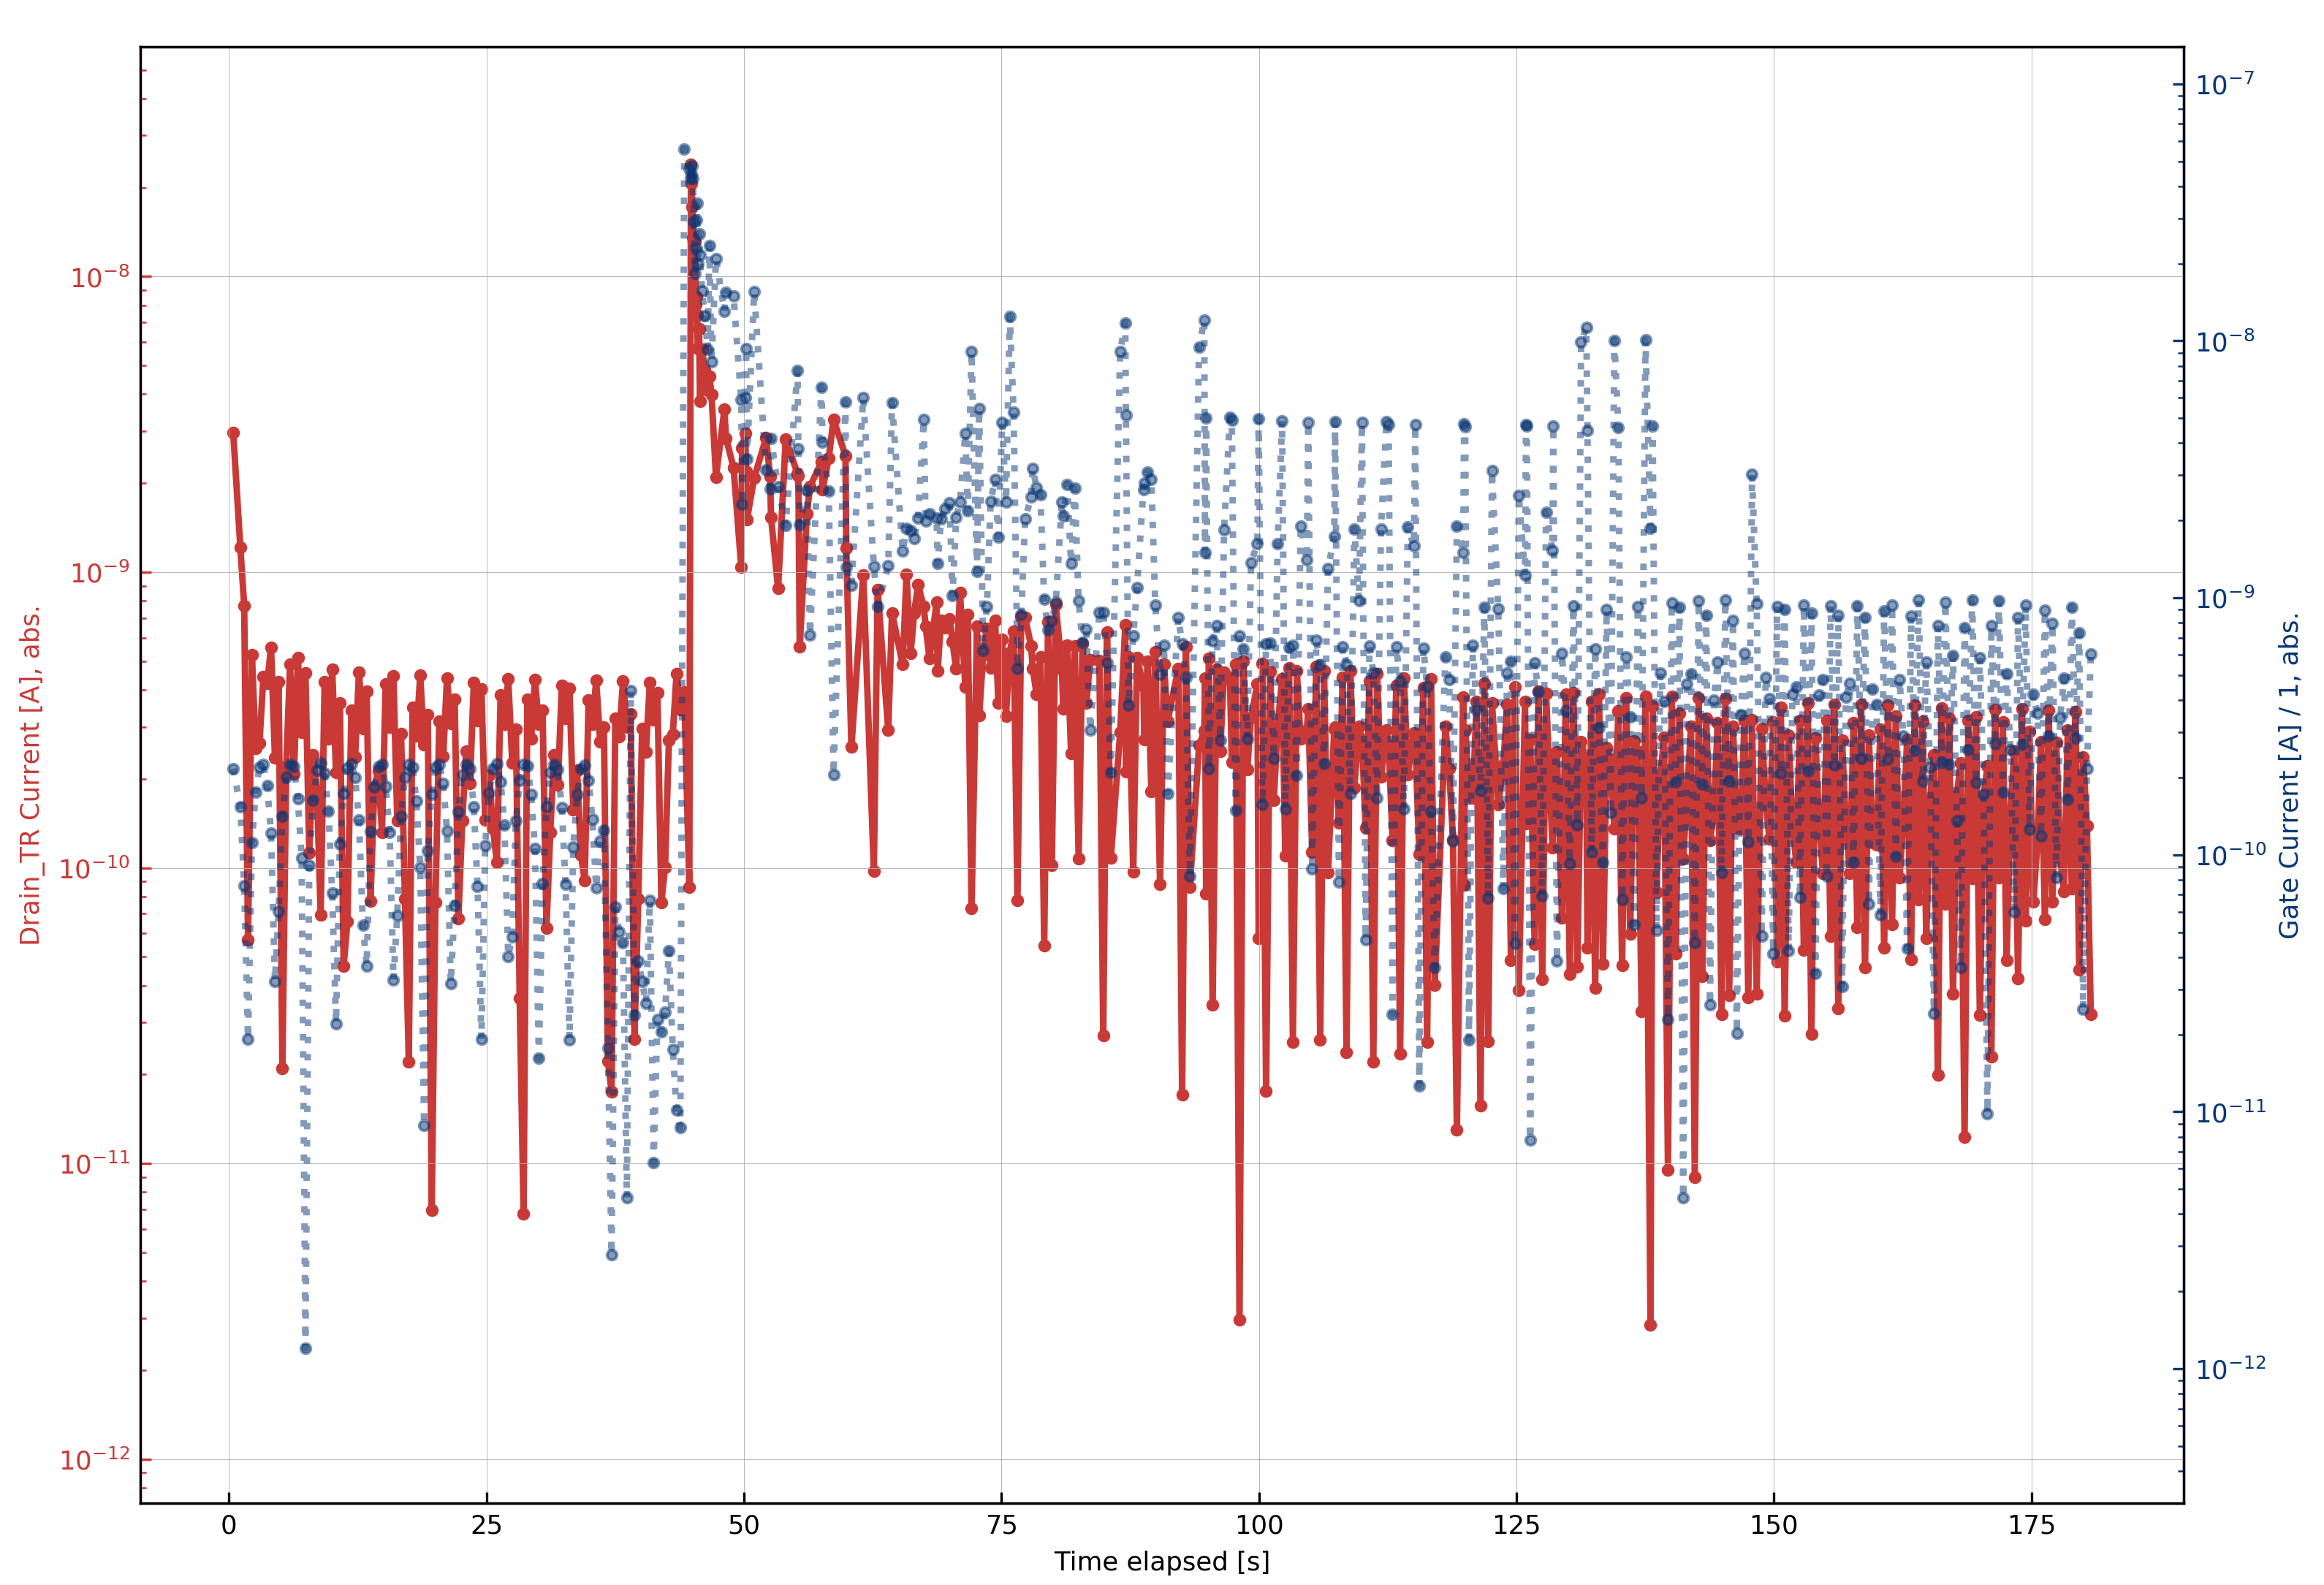 Drain_TR Current [A], abs.
10⁻⁸
10⁻⁹
10⁻¹⁰
10⁻¹¹
10⁻¹²
0 25 50 75 100 125 150 175
Time elapsed [s]
10⁻⁷
10⁻⁸
10⁻⁹
10⁻¹⁰
10⁻¹¹
10⁻¹²
Gate Current [A] / 1, abs.